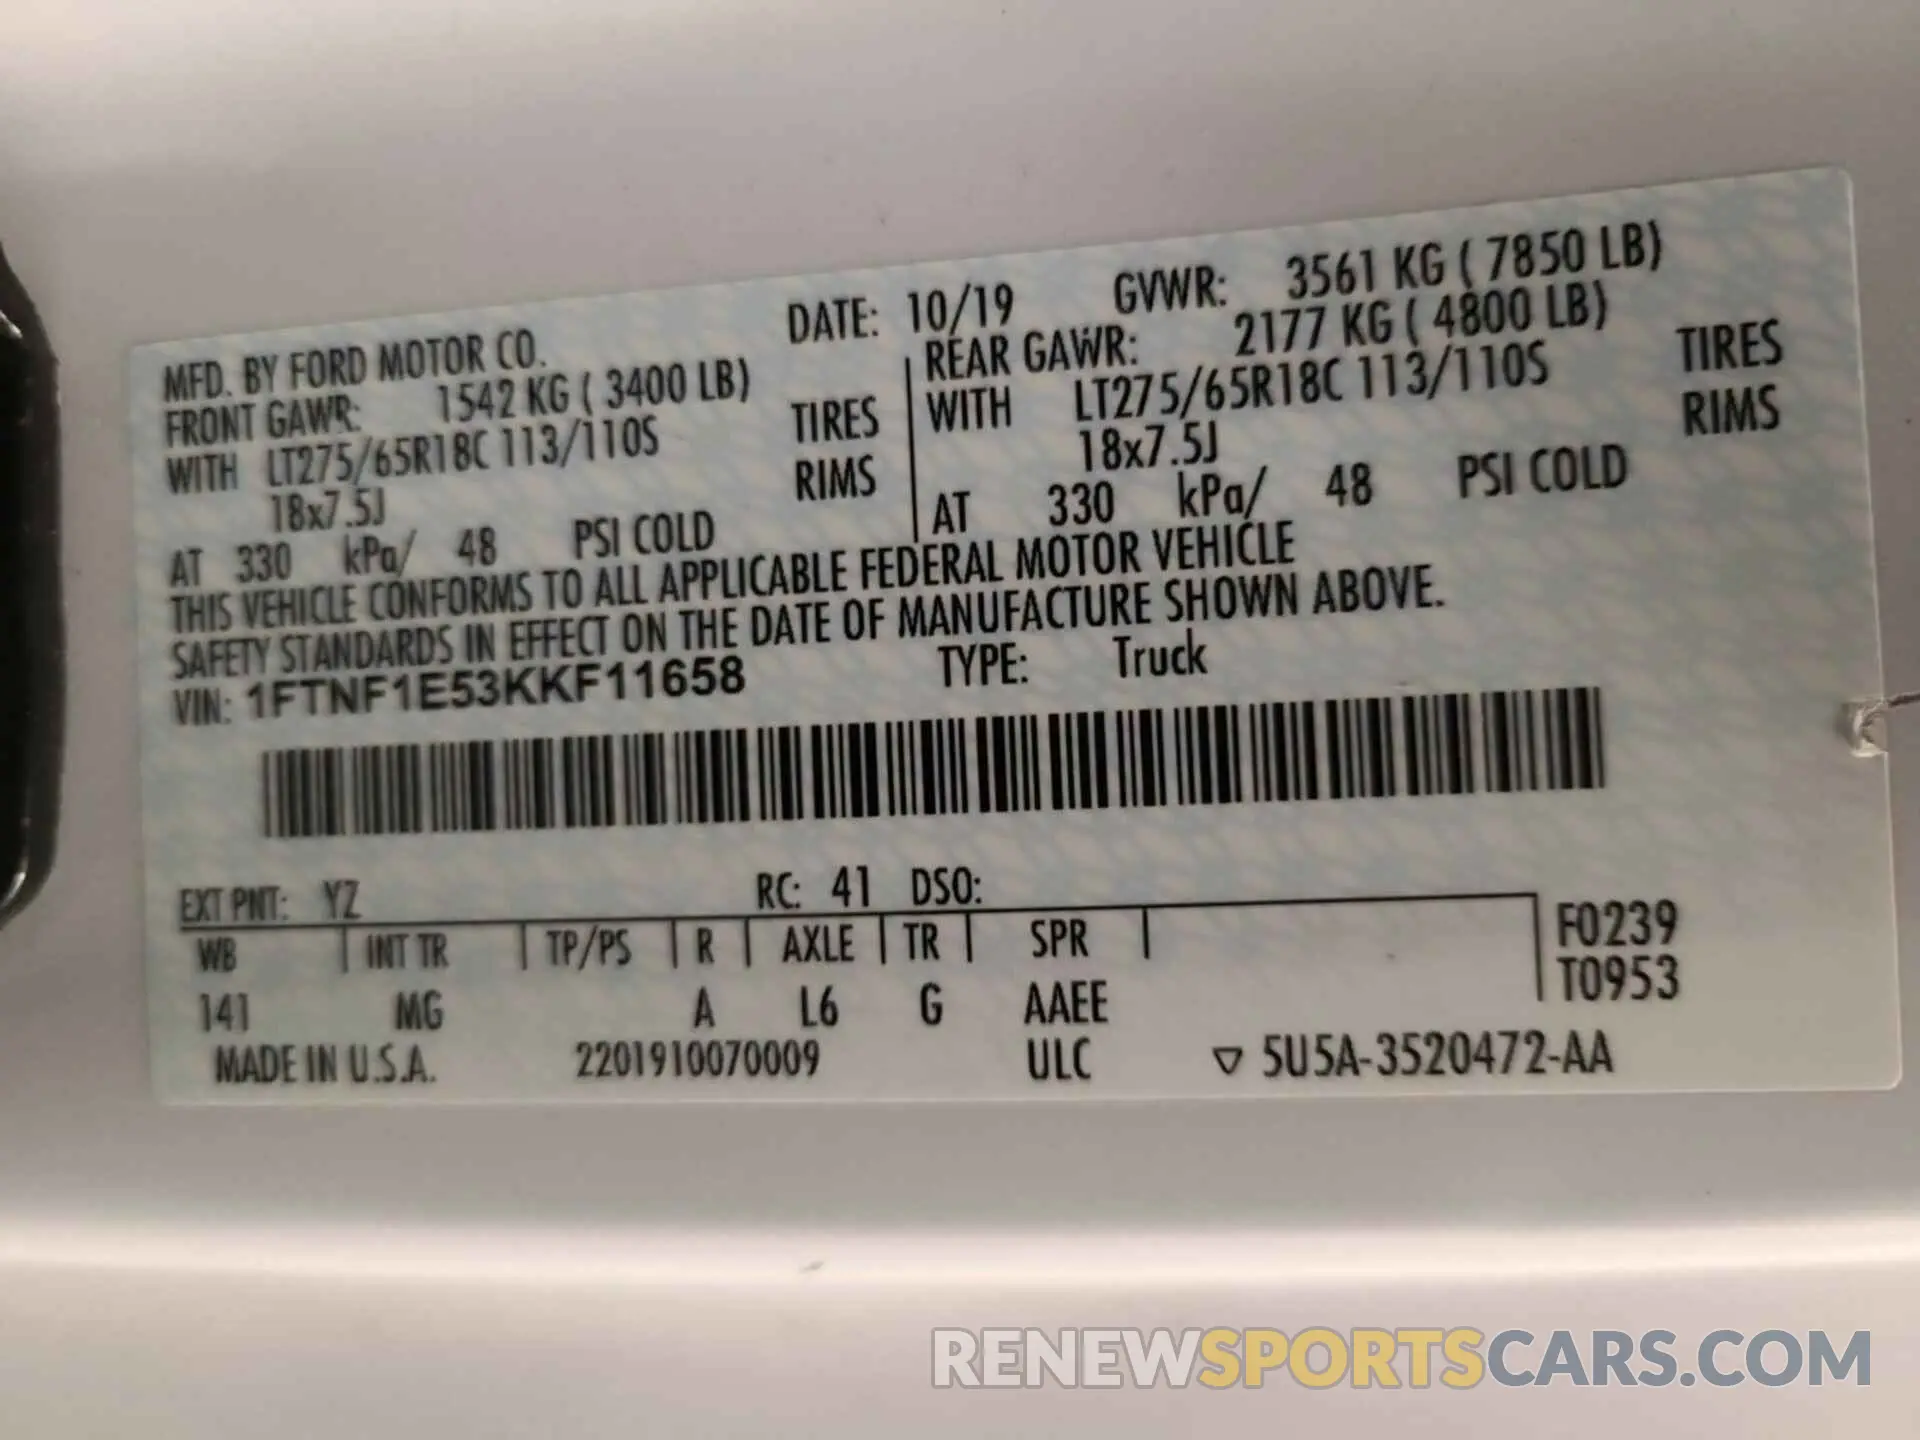 MFD. BY FORD MOTOR CO. DATE: 10/19 GVWR: 3561 KG ( 7850 LB)
FRONT GAWR: 1542 KG ( 3400 LB) REAR GAWR: 2177 KG ( 4800 LB)
WITH LT275/65R18C 113/110S TIRES WITH LT275/65R18C 113/110S TIRES
18x7.5J RIMS 18x7.5J RIMS
AT 330 kPa/ 48 PSI COLD AT 330 kPa/ 48 PSI COLD
THIS VEHICLE CONFORMS TO ALL APPLICABLE FEDERAL MOTOR VEHICLE
SAFETY STANDARDS IN EFFECT ON THE DATE OF MANUFACTURE SHOWN ABOVE.
VIN: 1FTNF1E53KKF11658 TYPE: Truck
EXT PNT: YZ RC: 41 DSO:
WB INT TR TP/PS R AXLE TR SPR F0239
T0953
141 MG A L6 G AAEE
MADE IN U.S.A. 2201910070009 ULC ▽ 5U5A-3520472-AA
RENEWSPORTSCARS.COM